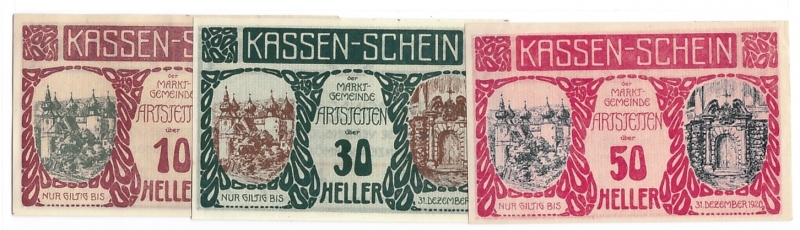 KASSEN-S
der
MARKT-
GEMEINDE
ARTSTETTEN
über
10
HELLER
NUR GILTIG BIS
KASSEN-SCHEIN
der
MARKT-
GEMEINDE
ARTSTETTEN
über
30
HELLER
NUR GILTIG BIS
31. DEZEMBER
KASSEN-SCHEIN
der
MARKT-
GEMEINDE
ARTSTETTEN
über
50
HELLER
NUR GILTIG BIS
31. DEZEMBER 1920